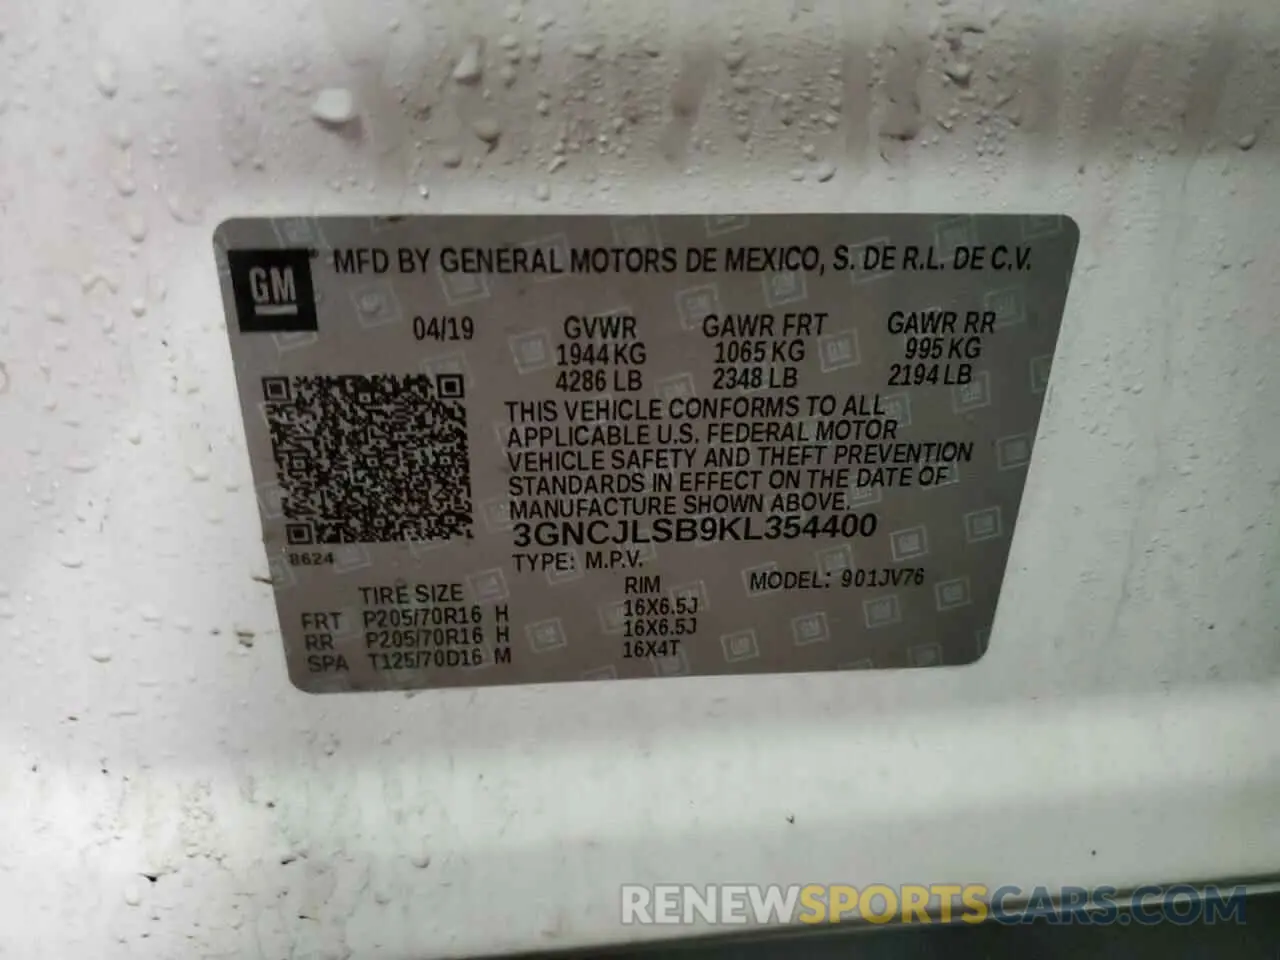 GM ® MFD BY GENERAL MOTORS DE MEXICO, S. DE R.L. DE C.V.
04/19 GVWR GAWR FRT GAWR RR
1944 KG 1065 KG 995 KG
4286 LB 2348 LB 2194 LB
THIS VEHICLE CONFORMS TO ALL
APPLICABLE U.S. FEDERAL MOTOR
VEHICLE SAFETY AND THEFT PREVENTION
STANDARDS IN EFFECT ON THE DATE OF
MANUFACTURE SHOWN ABOVE.
3GNCJLSB9KL354400
8624 TYPE: M.P.V.
TIRE SIZE RIM MODEL: 901JV76
FRT P205/70R16 H 16X6.5J
RR P205/70R16 H 16X6.5J
SPA T125/70D16 M 16X4T
RENEWSPORTSCARS.COM